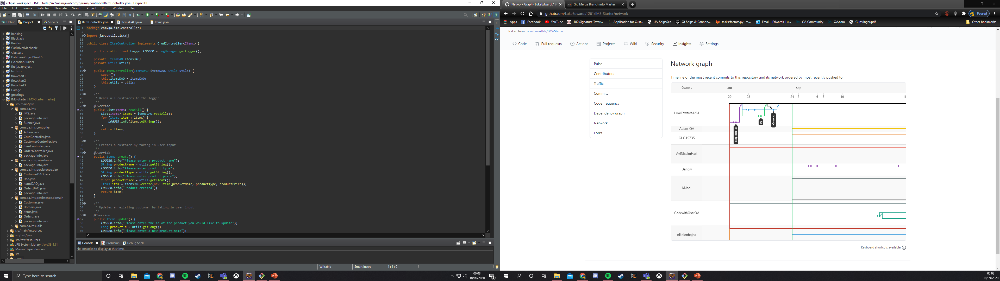 eclipse-workspace - IMS-Starter/src/main/java/com/qa/ims/controller/ItemController.java - Eclipse IDE
File Edit Source Refactor Navigate Search Project Run Window Help
Debug Project... Servers
banking
Blackjack
Builder
CarDriverMechanic
classtest
DatabaseProjectWeek5
ExtensionBuilder
firstjavaproject
fizzbuzz
flowchart1
flowchart2
flowchart3
Garage
greetings
IMS-Starter [IMS-Starter master]
src/main/java
com.qa.ims
IMS.java
package-info.java
Runner.java
com.qa.ims.controller
Action.java
CrudController.java
CustomerController.java
ItemController.java
OrdersController.java
package-info.java
com.qa.ims.persistence
package-info.java
com.qa.ims.persistence.dao
CustomerDAO.java
Dao.java
ItemsDAO.java
OrdersDAO.java
package-info.java
com.qa.ims.persistence.domain
Customer.java
Domain.java
Items.java
Orders.java
package-info.java
com.qa.ims.utils
src/main/resources
src/test/java
src/test/resources
JRE System Library [JavaSE-1.8]
Maven Dependencies
src
ItemController.java ItemsDAO.java Items.java
1 package com.qa.ims.controller;
2
3 import java.util.List;
11
12 public class ItemController implements CrudController<Items> {
13
14 public static final Logger LOGGER = LogManager.getLogger();
15
16 private ItemsDAO itemsDAO;
17 private Utils utils;
18
19 public ItemController(ItemsDAO itemsDAO, Utils utils) {
20 super();
21 this.itemsDAO = itemsDAO;
22 this.utils = utils;
23 }
24
25 /**
26 * Reads all customers to the logger
27 */
28 @Override
29 public List<Items> readAll() {
30 List<Items> items = itemsDAO.readAll();
31 for (Items item : items) {
32 LOGGER.info(item.toString());
33 }
34 return items;
35 }
36
37 /**
38 * Creates a customer by taking in user input
39 */
40 @Override
41 public Items create() {
42 LOGGER.info("Please enter a product name");
43 String productName = utils.getString();
44 LOGGER.info("Please enter product type");
45 String productType = utils.getString();
46 LOGGER.info("Please enter product price");
47 float productPrice = utils.getFloat();
48 Items item = itemsDAO.create(new Items(productName, productType, productPrice));
49 LOGGER.info("Product created");
50 return item;
51 }
52
53 /**
54 * Updates an existing customer by taking in user input
55 */
56 @Override
57 public Items update() {
58 LOGGER.info("Please enter the id of the product you would like to update");
59 Long productId = utils.getLong();
60 LOGGER.info("Please enter a new product name");
Console Problems Debug Shell
No consoles to display at this time.
Writable Smart Insert 1 : 1 : 0
Type here to search
00:08
18/09/2020
2
Network Graph · LukeEdwards12 Git: Merge Branch into Master
github.com/LukeEdwards1261/IMS-Starter/network
Paused
Apps Facebook YouTube 100 Signature Taver... Application for Cust... UA-ShipsSea Of Ships & Cannon... tasks/factors.py · m... Email - Edwards, Lu... QA Community QA.com Gunslinger.pdf Other bookmarks
forked from nickrstewarttds/IMS-Starter
Code Pull requests Actions Projects Wiki Security Insights Settings
Pulse
Contributors
Traffic
Commits
Code frequency
Dependency graph
Network
Forks
Network graph
Timeline of the most recent commits to this repository and its network ordered by most recently pushed to.
Owners Jul Sep
20 23 24 3 6 7 10 11
LukeEdwards1261
coverage
refactor-loop
Adam-QA
CLC15735
AviNissimHart
Sangiv
MJoni
CodewithOsatQA
nikolettbajna
Keyboard shortcuts available
00:08
18/09/2020